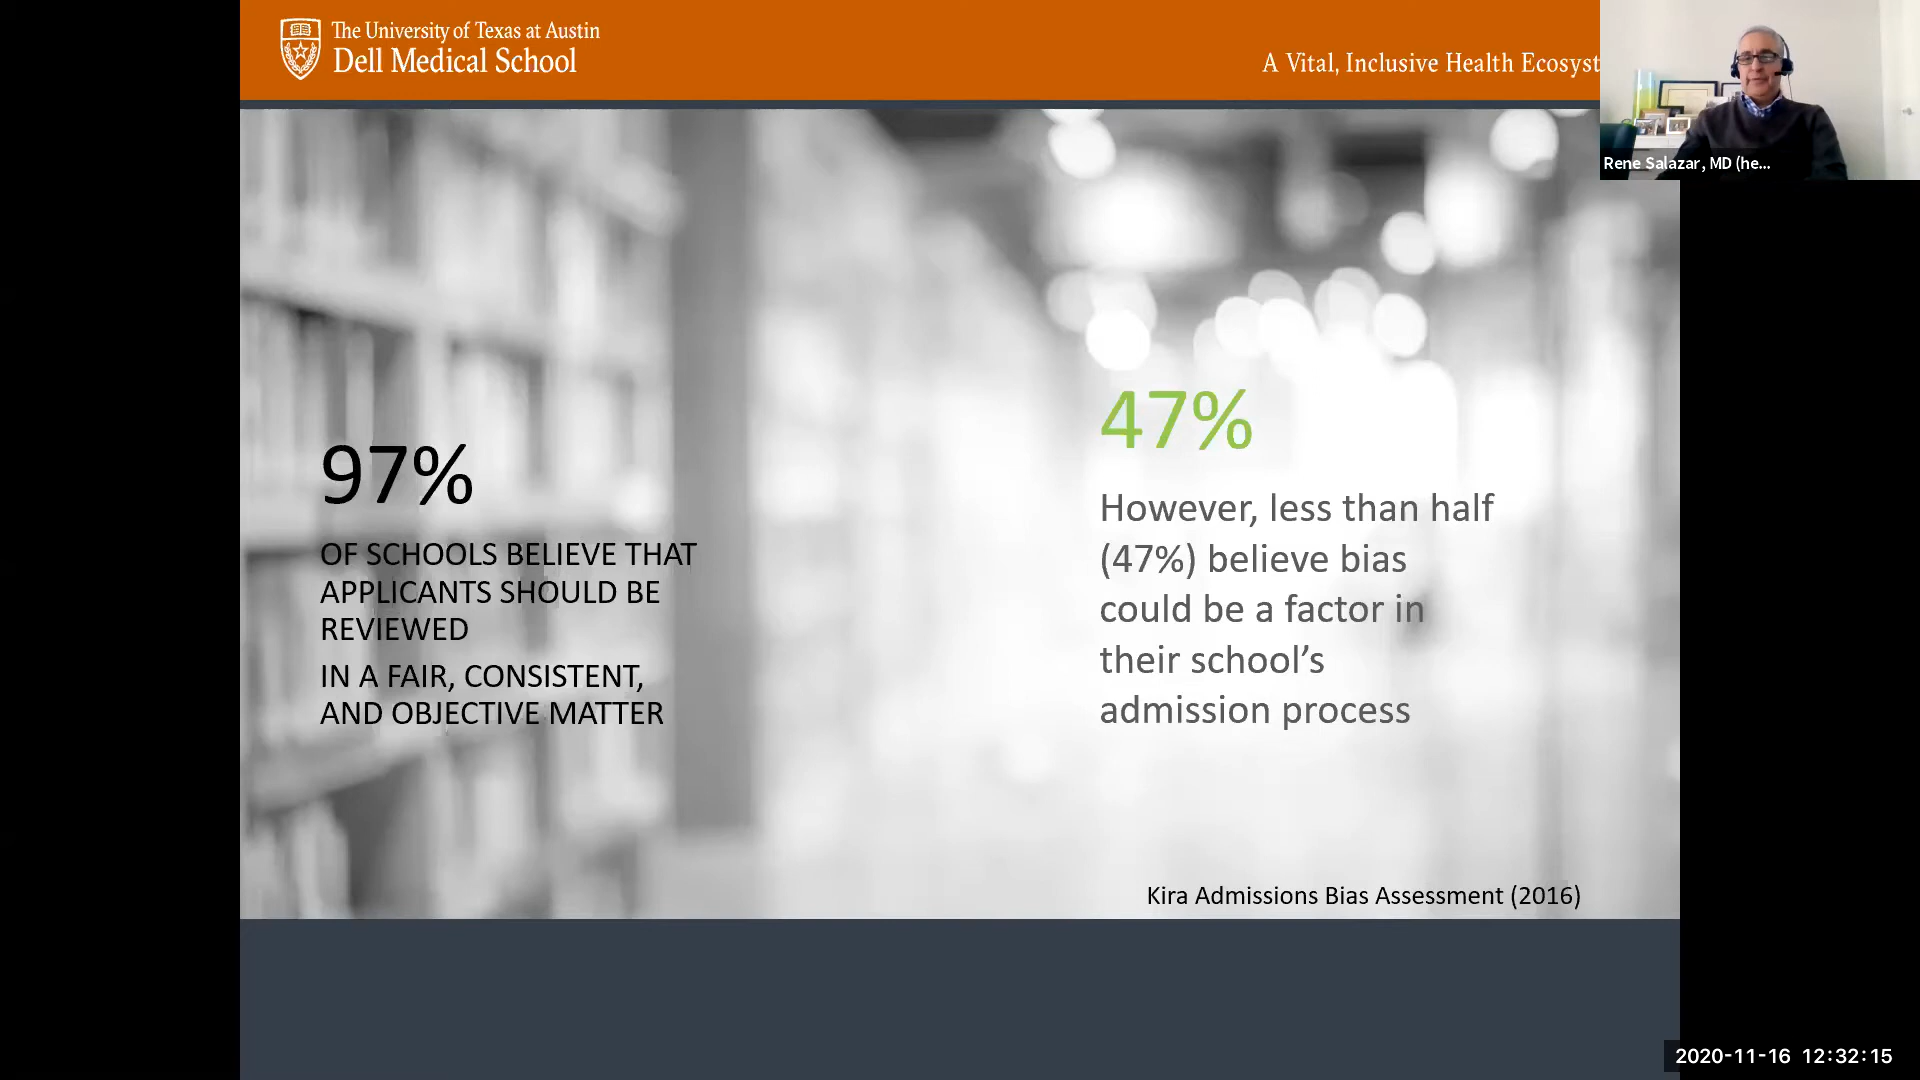 The University of Texas at Austin
Dell Medical School
A Vital, Inclusive Health Ecosyst
Rene Salazar, MD (he...
97%
OF SCHOOLS BELIEVE THAT
APPLICANTS SHOULD BE
REVIEWED
IN A FAIR, CONSISTENT,
AND OBJECTIVE MATTER
47%
However, less than half
(47%) believe bias
could be a factor in
their school’s
admission process
Kira Admissions Bias Assessment (2016)
2020-11-16 12:32:15